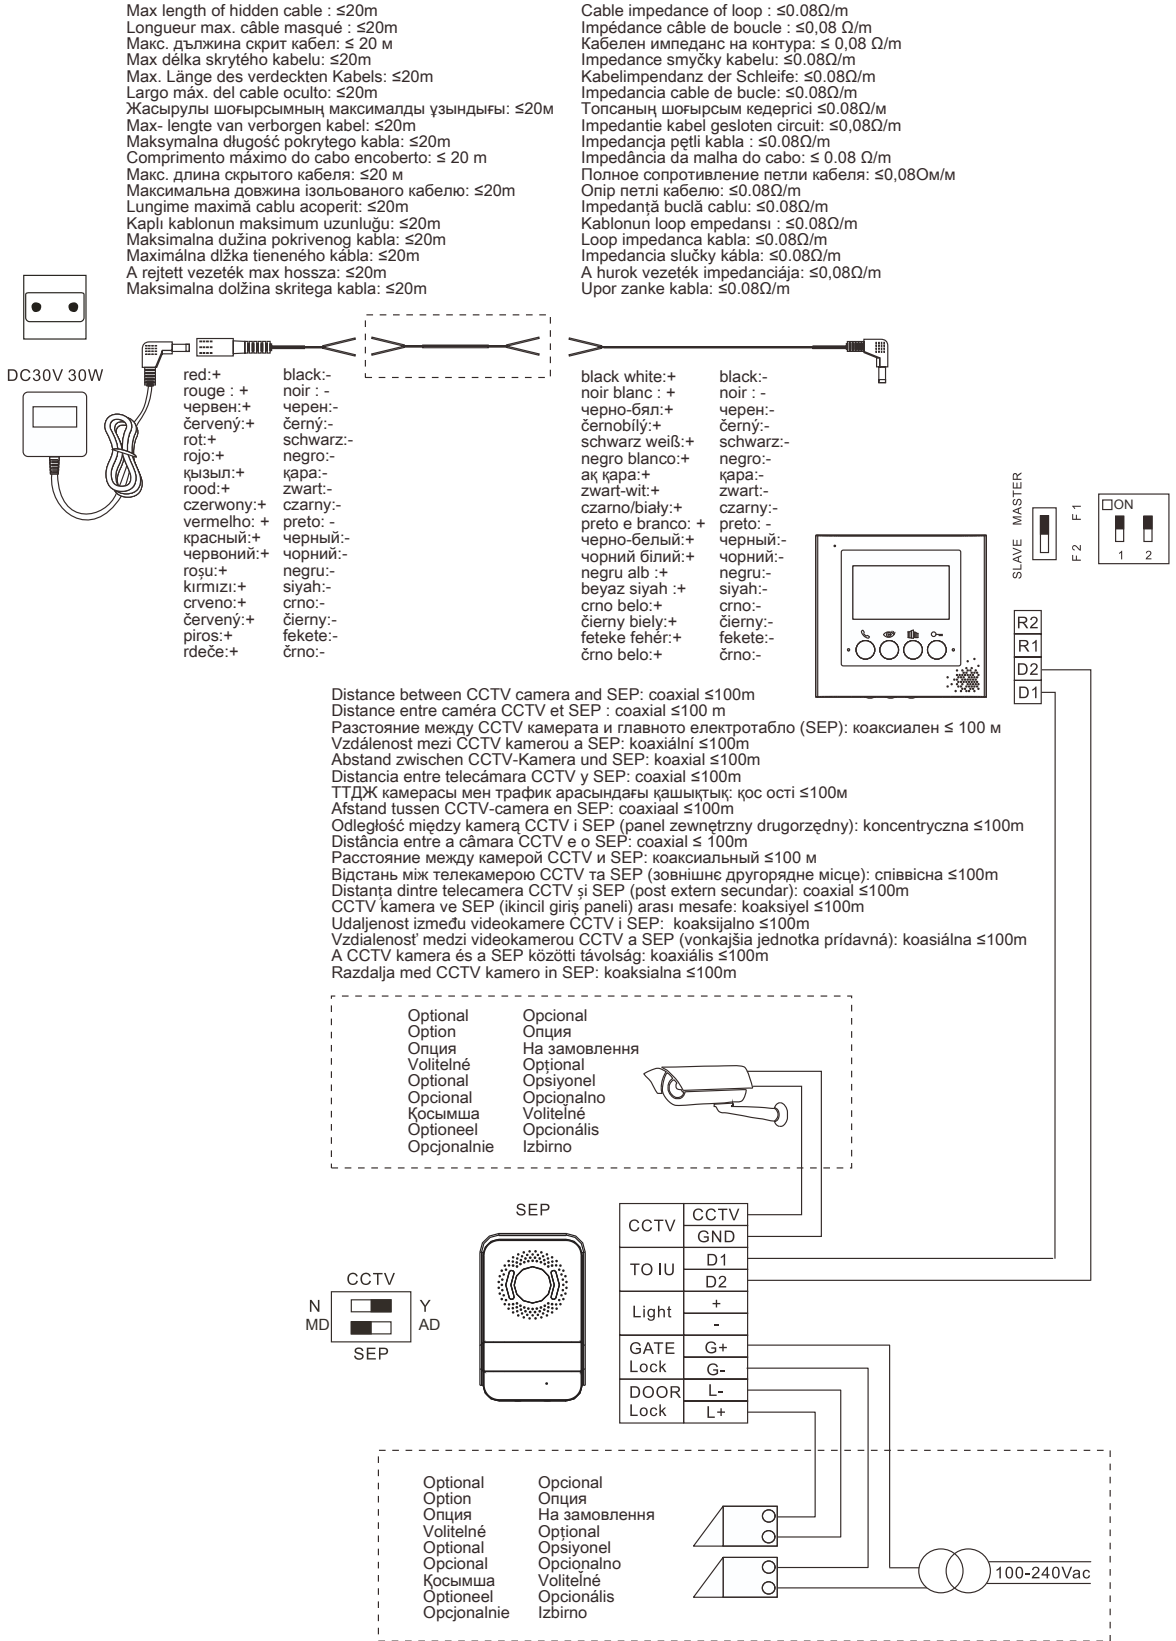 Max length of hidden cable : ≤20m
Longueur max. câble masqué : ≤20m
Макс. дължина скрит кабел: ≤ 20 м
Max délka skrytého kabelu: ≤20m
Max. Länge des verdeckten Kabels: ≤20m
Largo máx. del cable oculto: ≤20m
Жасырулы шоғырсымның максималды ұзындығы: ≤20м
Max- lengte van verborgen kabel: ≤20m
Maksymalna długość pokrytego kabla: ≤20m
Comprimento máximo do cabo encoberto: ≤ 20 m
Макс. длина скрытого кабеля: ≤20 м
Максимальна довжина ізольованого кабелю: ≤20m
Lungime maximă cablu acoperit: ≤20m
Kaplı kablonun maksimum uzunluğu: ≤20m
Maksimalna dužina pokrivenog kabla: ≤20m
Maximálna dlžka tieneného kábla: ≤20m
A rejtett vezeték max hossza: ≤20m
Maksimalna dolžina skritega kabla: ≤20m
Cable impedance of loop : ≤0.08Ω/m
Impédance câble de boucle : ≤0,08 Ω/m
Кабелен импеданс на контура: ≤ 0,08 Ω/m
Impedance smyčky kabelu: ≤0.08Ω/m
Kabelimpendanz der Schleife: ≤0.08Ω/m
Impedancia cable de bucle: ≤0.08Ω/m
Топсаның шоғырсым кедергісі ≤0.08Ω/м
Impedantie kabel gesloten circuit: ≤0,08Ω/m
Impedancja pętli kabla : ≤0.08Ω/m
Impedância da malha do cabo: ≤ 0.08 Ω/m
Полное сопротивление петли кабеля: ≤0,08Ом/м
Опір петлі кабелю: ≤0.08Ω/m
Impedanță buclă cablu: ≤0.08Ω/m
Kablonun loop empedansı : ≤0.08Ω/m
Loop impedanca kabla: ≤0.08Ω/m
Impedancia slučky kábla: ≤0.08Ω/m
A hurok vezeték impedanciája: ≤0,08Ω/m
Upor zanke kabla: ≤0.08Ω/m
DC30V 30W
red:+ black:-
rouge : + noir : -
червен:+ черен:-
červený:+ černý:-
rot:+ schwarz:-
rojo:+ negro:-
қызыл:+ қара:-
rood:+ zwart:-
czerwony:+ czarny:-
vermelho: + preto: -
красный:+ черный:-
червоний:+ чорний:-
roșu:+ negru:-
kırmızı:+ siyah:-
crveno:+ crno:-
červený:+ čierny:-
piros:+ fekete:-
rdeče:+ črno:-
black white:+ black:-
noir blanc : + noir : -
черно-бял:+ черен:-
černobílý:+ černý:-
schwarz weiß:+ schwarz:-
negro blanco:+ negro:-
ақ қара:+ қара:-
zwart-wit:+ zwart:-
czarno/biały:+ czarny:-
preto e branco: + preto: -
черно-белый:+ черный:-
чорний білий:+ чорний:-
negru alb :+ negru:-
beyaz siyah :+ siyah:-
crno belo:+ crno:-
čierny biely:+ čierny:-
feteke fehér:+ fekete:-
črno belo:+ črno:-
SLAVE MASTER
F 2 F 1
ON
1 2
R2
R1
D2
D1
Distance between CCTV camera and SEP: coaxial ≤100m
Distance entre caméra CCTV et SEP : coaxial ≤100 m
Разстояние между CCTV камерата и главното електротабло (SEP): коаксиален ≤ 100 м
Vzdálenost mezi CCTV kamerou a SEP: koaxiální ≤100m
Abstand zwischen CCTV-Kamera und SEP: koaxial ≤100m
Distancia entre telecámara CCTV y SEP: coaxial ≤100m
ТТДЖ камерасы мен трафик арасындағы қашықтық: қос ості ≤100м
Afstand tussen CCTV-camera en SEP: coaxiaal ≤100m
Odległość między kamerą CCTV i SEP (panel zewnętrzny drugorzędny): koncentryczna ≤100m
Distância entre a câmara CCTV e o SEP: coaxial ≤ 100m
Расстояние между камерой CCTV и SEP: коаксиальный ≤100 м
Відстань між телекамерою CCTV та SEP (зовнішнє другорядне місце): співвісна ≤100m
Distanța dintre telecamera CCTV și SEP (post extern secundar): coaxial ≤100m
CCTV kamera ve SEP (ikincil giriş paneli) arası mesafe: koaksiyel ≤100m
Udaljenost između videokamere CCTV i SEP: koaksijalno ≤100m
Vzdialenosť medzi videokamerou CCTV a SEP (vonkajšia jednotka prídavná): koasiálna ≤100m
A CCTV kamera és a SEP közötti távolság: koaxiális ≤100m
Razdalja med CCTV kamero in SEP: koaksialna ≤100m
Optional Opcional
Option Опция
Опция На замовлення
Volitelné Opțional
Optional Opsiyonel
Opcional Opcionalno
Қосымша Voliteľné
Optioneel Opcionális
Opcjonalnie Izbirno
SEP
CCTV
N Y
MD AD
SEP
CCTV CCTV
GND
TO IU D1
D2
Light +
-
GATE Lock G+
G-
DOOR Lock L-
L+
Optional Opcional
Option Опция
Опция На замовлення
Volitelné Opțional
Optional Opsiyonel
Opcional Opcionalno
Қосымша Voliteľné
Optioneel Opcionális
Opcjonalnie Izbirno
100-240Vac